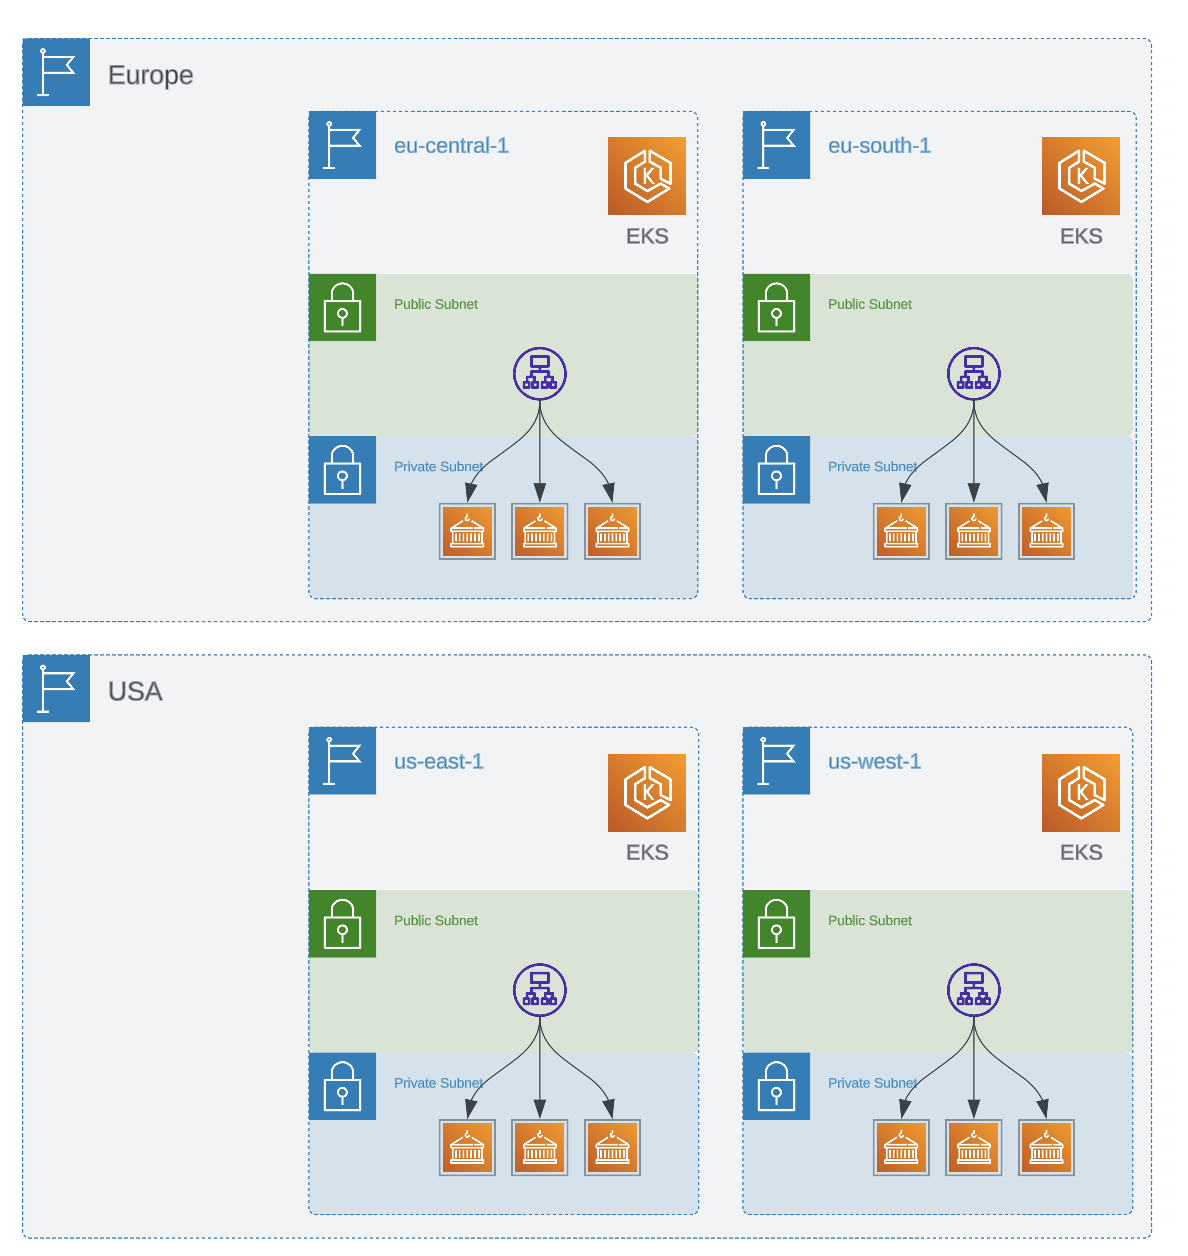 Europe
eu-central-1
EKS
Public Subnet
Private Subnet
eu-south-1
EKS
Public Subnet
Private Subnet
USA
us-east-1
EKS
Public Subnet
Private Subnet
us-west-1
EKS
Public Subnet
Private Subnet